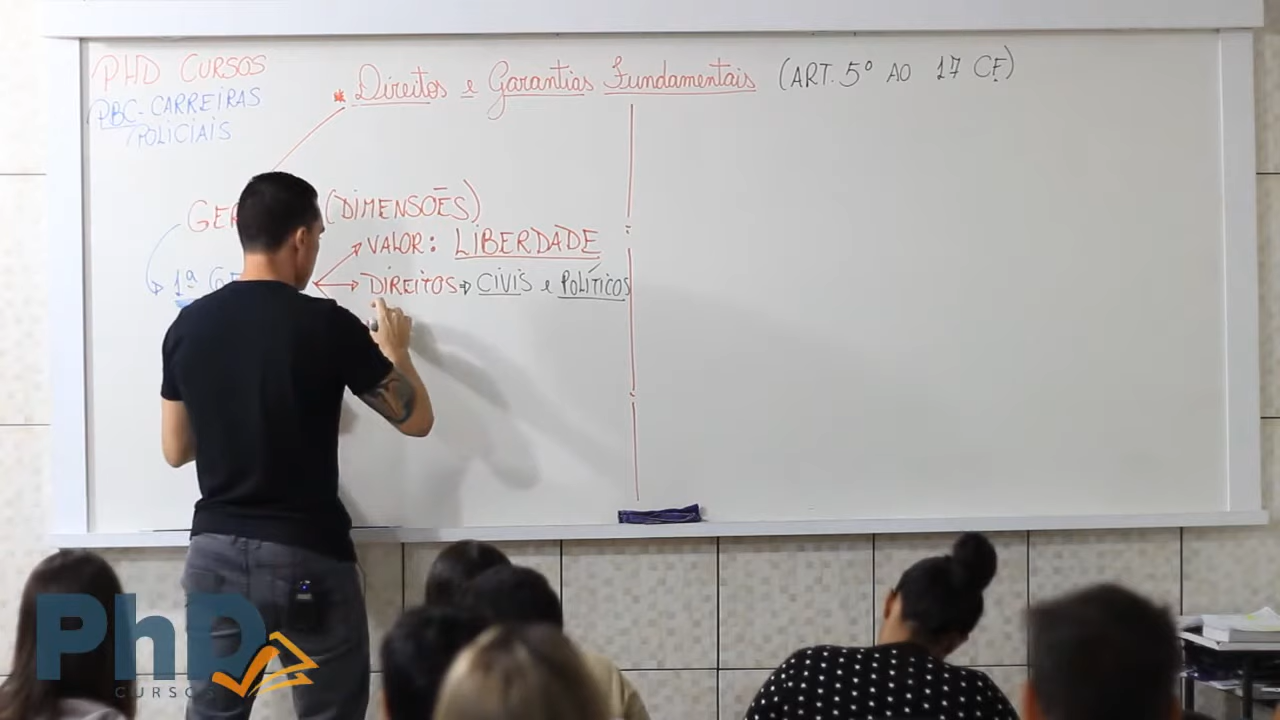 PHD CURSOS
PBC - CARREIRAS
POLICIAIS
* Direitos e Garantias Fundamentais (ART. 5º AO 17 CF)
(DIMENSÕES)
VALOR: LIBERDADE
1ª
DIREITOS → CIVIS e POLÍTICOS
PhD
CURSOS